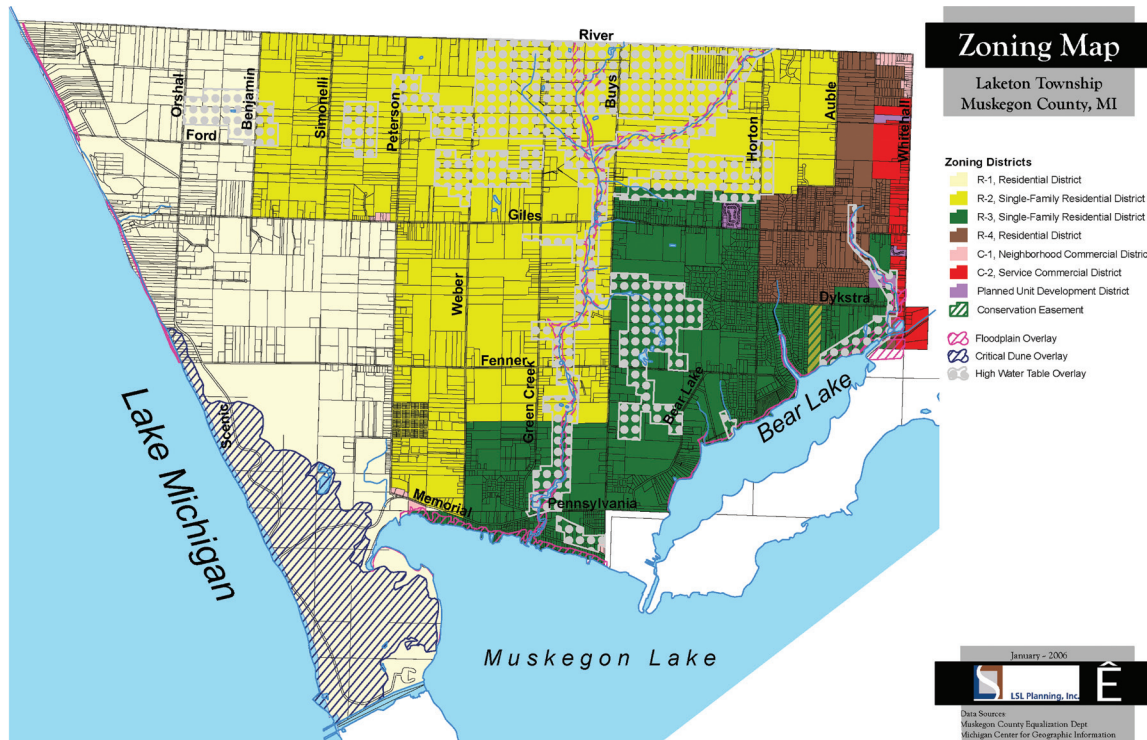 Zoning Map
Laketon Township
Muskegon County, MI
Zoning Districts
R-1, Residential District
R-2, Single-Family Residential District
R-3, Single-Family Residential District
R-4, Residential District
C-1, Neighborhood Commercial Distric
C-2, Service Commercial District
Planned Unit Development District
Conservation Easement
Floodplain Overlay
Critical Dune Overlay
High Water Table Overlay
River
Orshal
Benjamin
Simonelli
Peterson
Buys
Horton
Auble
Whitehall
Ford
Giles
Weber
Dykstra
Fenner
Green Creek
Bear Lake
Bear Lake
Scenic
Lake Michigan
Memorial
Pennsylvania
Muskegon Lake
January - 2006
LSL Planning, Inc.
Ê
Data Sources
Muskegon County Equalization Dept
Michigan Center for Geographic Information